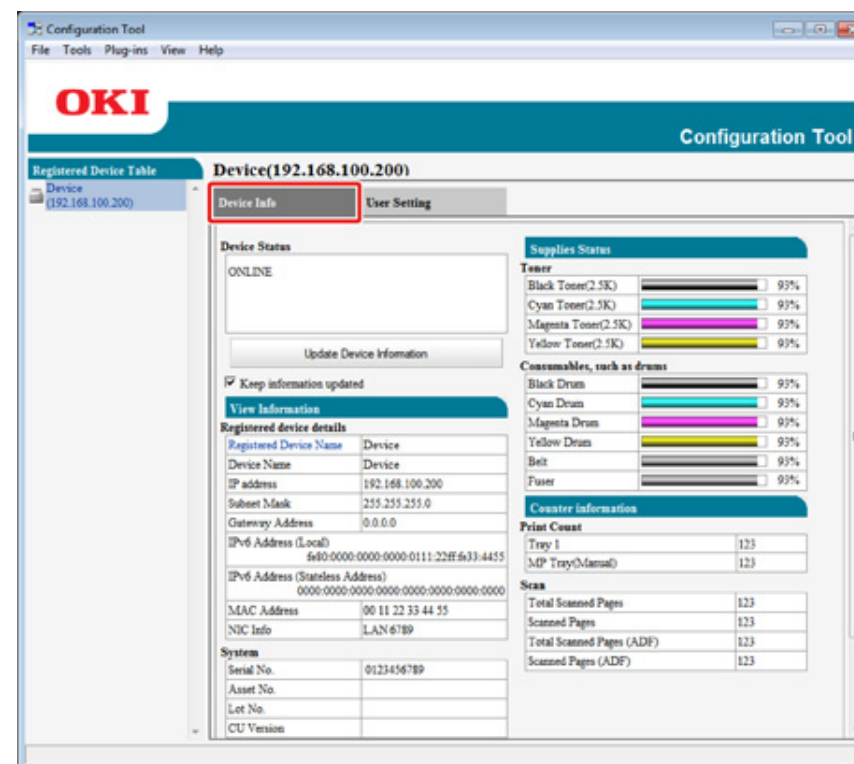 Configuration Tool
File Tools Plug-ins View Help
OKI
Configuration Tool
Registered Device Table
Device
(192.168.100.200)
Device(192.168.100.200)
Device Info
User Setting
Device Status
ONLINE
Update Device Information
Keep information updated
View Information
Registered device details
Registered Device Name Device
Device Name Device
IP address 192.168.100.200
Subnet Mask 255.255.255.0
Gateway Address 0.0.0.0
IPv6 Address (Local)
fe80:0000:0000:0000:0111:22ff:fe33:4455
IPv6 Address (Stateless Address)
0000:0000:0000:0000:0000:0000:0000:0000
MAC Address 00 11 22 33 44 55
NIC Info LAN 6789
System
Serial No. 0123456789
Asset No.
Lot No.
CU Version
Supplies Status
Toner
Black Toner(2.5K) 93%
Cyan Toner(2.5K) 93%
Magenta Toner(2.5K) 93%
Yellow Toner(2.5K) 93%
Consumables, such as drums
Black Drum 93%
Cyan Drum 93%
Magenta Drum 93%
Yellow Drum 93%
Belt 93%
Fuser 93%
Counter information
Print Count
Tray 1 123
MP Tray(Manual) 123
Scan
Total Scanned Pages 123
Scanned Pages 123
Total Scanned Pages (ADF) 123
Scanned Pages (ADF) 123